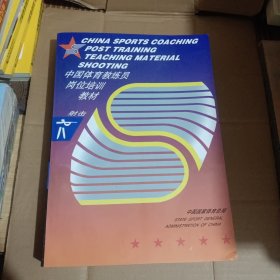 CHINA SPORTS COACHING
POST TRAINING
TEACHING MATERIAL
SHOOTING
中国体育教练员
岗位培训
教材
射击
中国国家体育总局
STATE SPORT GENERAL
ADMINISTRATION OF CHINA